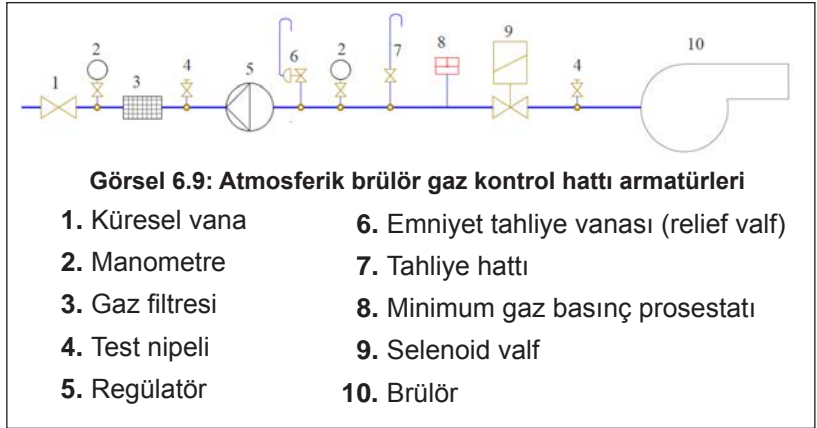 1
2
3
4
5
6
2
7
8
9
4
10
Görsel 6.9: Atmosferik brülör gaz kontrol hattı armatürleri
1. Küresel vana
2. Manometre
3. Gaz filtresi
4. Test nipeli
5. Regülatör
6. Emniyet tahliye vanası (relief valf)
7. Tahliye hattı
8. Minimum gaz basınç prosestatı
9. Selenoid valf
10. Brülör